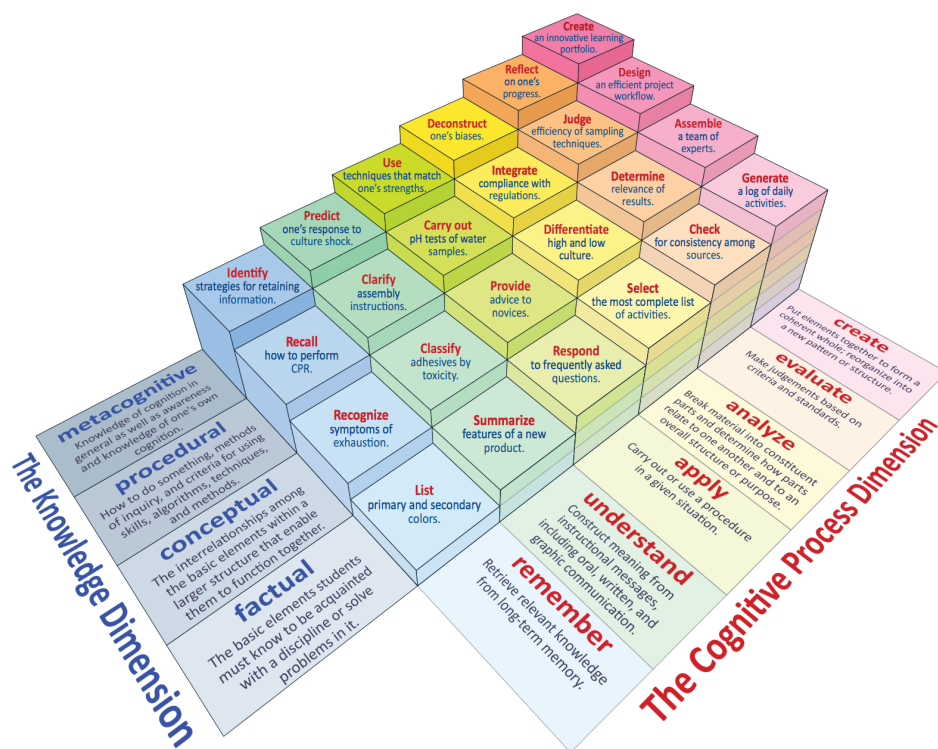 Create
an innovative learning
portfolio.
Reflect
on one's
progress.
Design
an efficient project
workflow.
Deconstruct
one's biases.
Judge
efficiency of sampling
techniques.
Assemble
a team of
experts.
Use
techniques that match
one's strengths.
Integrate
compliance with
regulations.
Determine
relevance of
results.
Generate
a log of daily
activities.
Predict
one's response to
culture shock.
Carry out
pH tests of water
samples.
Differentiate
high and low
culture.
Check
for consistency among
sources.
Identify
strategies for retaining
information.
Clarify
assembly
instructions.
Provide
advice to
novices.
Select
the most complete list
of activities.
Recall
how to perform
CPR.
Classify
adhesives by
toxicity.
Respond
to frequently asked
questions.
Recognize
symptoms of
exhaustion.
Summarize
features of a new
product.
List
primary and secondary
colors.
The Knowledge Dimension
metacognitive
Knowledge of cognition in
general as well as awareness
and knowledge of one's own
cognition.
procedural
How to do something, methods
of inquiry, and criteria for using
skills, algorithms, techniques,
and methods.
conceptual
The interrelationships among
the basic elements within a
larger structure that enable
them to function together.
factual
The basic elements students
must know to be acquainted
with a discipline or solve
problems in it.
The Cognitive Process Dimension
create
Put elements together to form a
coherent whole; reorganize into
a new pattern or structure.
evaluate
Make judgements based on
criteria and standards.
analyze
Break material into constituent
parts and determine how parts
relate to one another and to an
overall structure or purpose.
apply
Carry out or use a procedure
in a given situation.
understand
Construct meaning from
instructional messages,
including oral, written, and
graphic communication.
remember
Retrieve relevant knowledge
from long-term memory.